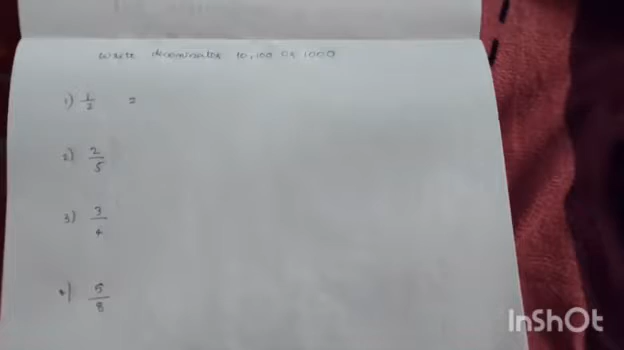 Write denominator 10, 100 or 1000
1) 1/2 =
2) 2/5
3) 3/4
4) 5/8
InShOt